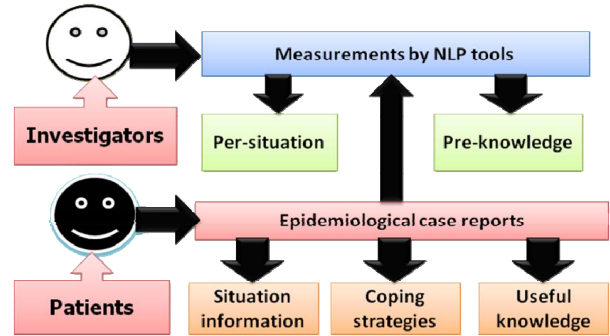 Measurements by NLP tools
Investigators
Per-situation
Pre-knowledge
Epidemiological case reports
Patients
Situation
information
Coping
strategies
Useful
knowledge